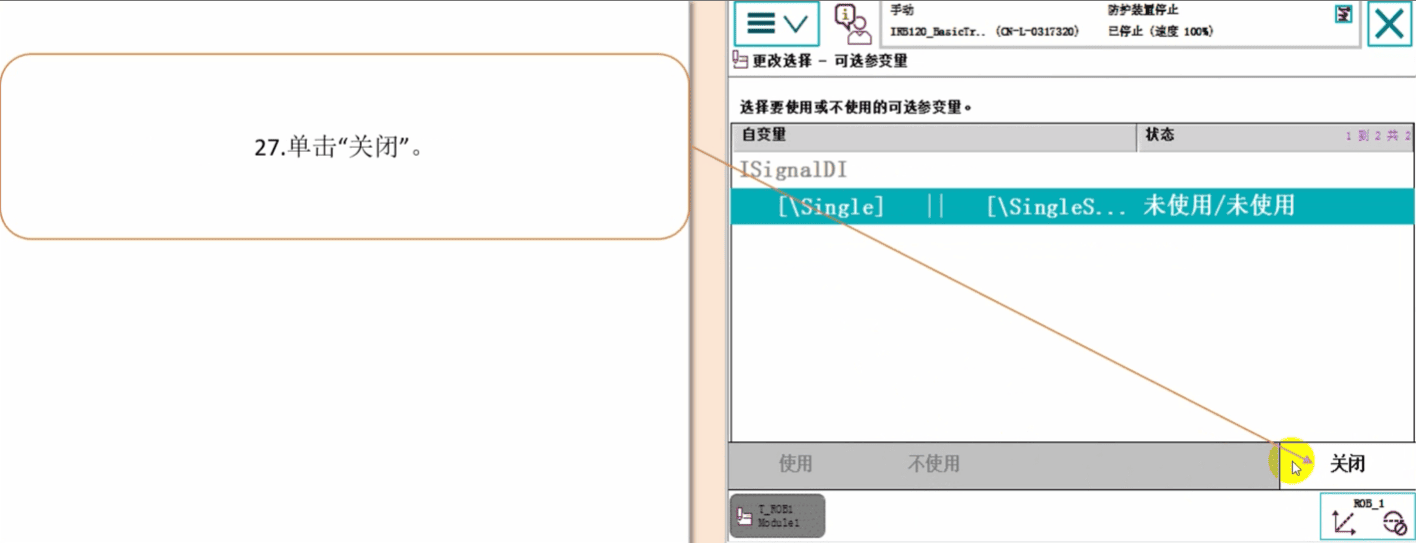 27.单击“关闭”。
手动
防护装置停止
IRB120_BasicTr.. (CN-L-0317320)
已停止 (速度 100%)
更改选择 - 可选参变量
选择要使用或不使用的可选参变量。
自变量
状态
1 到 2 共 2
ISignalDI
[\Single] || [\SingleS... 未使用/未使用
使用
不使用
关闭
T_ROB1
Module1
ROB_1